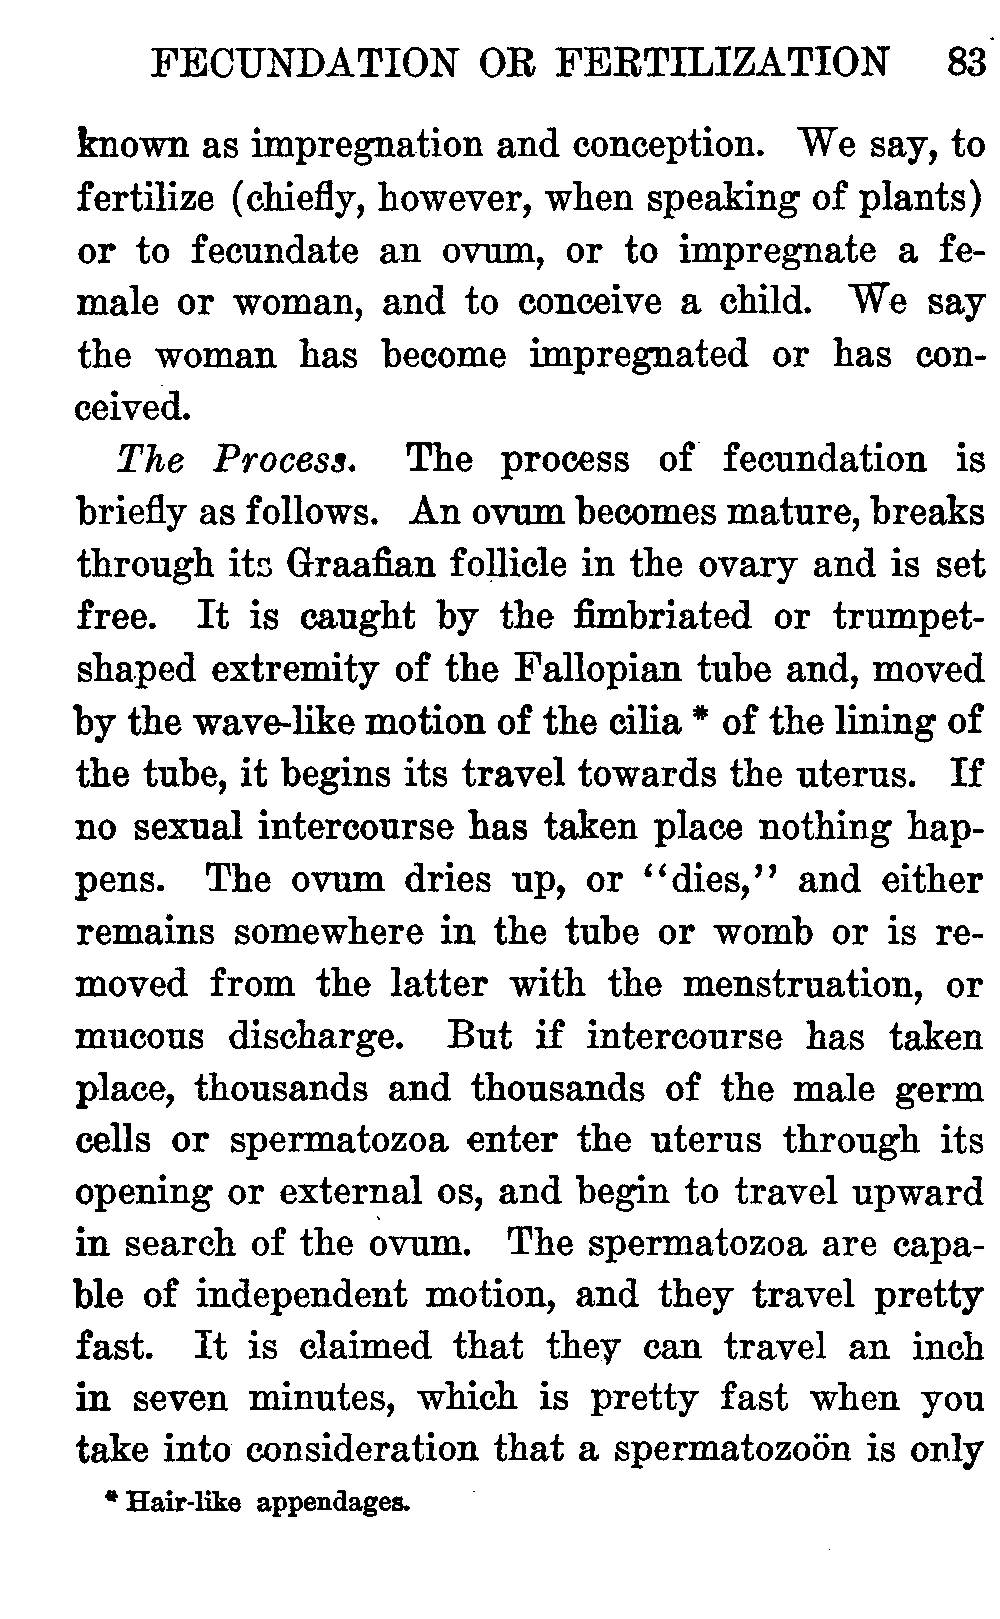 FECUNDATION OR FERTILIZATION 83
known as impregnation and conception. We say, to
fertilize (chiefly, however, when speaking of plants)
or to fecundate an ovum, or to impregnate a fe-
male or woman, and to conceive a child. We say
the woman has become impregnated or has con-
ceived.
The Process. The process of fecundation is
briefly as follows. An ovum becomes mature, breaks
through its Graafian follicle in the ovary and is set
free. It is caught by the fimbriated or trumpet-
shaped extremity of the Fallopian tube and, moved
by the wave-like motion of the cilia * of the lining of
the tube, it begins its travel towards the uterus. If
no sexual intercourse has taken place nothing hap-
pens. The ovum dries up, or “dies,” and either
remains somewhere in the tube or womb or is re-
moved from the latter with the menstruation, or
mucous discharge. But if intercourse has taken
place, thousands and thousands of the male germ
cells or spermatozoa enter the uterus through its
opening or external os, and begin to travel upward
in search of the ovum. The spermatozoa are capa-
ble of independent motion, and they travel pretty
fast. It is claimed that they can travel an inch
in seven minutes, which is pretty fast when you
take into consideration that a spermatozoön is only
* Hair-like appendages.